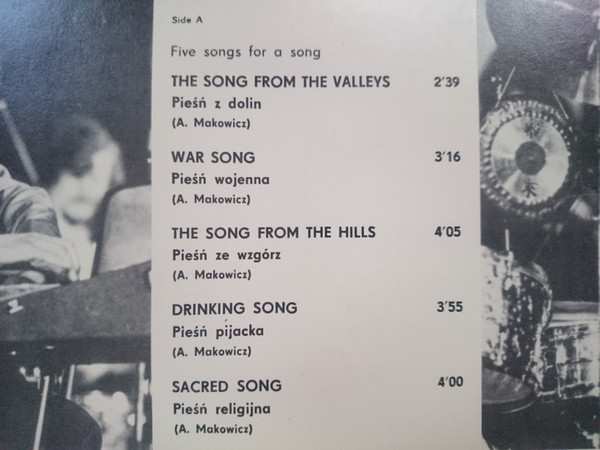 Side A
Five songs for a song
THE SONG FROM THE VALLEYS 2'39
Pieśń z dolin
(A. Makowicz)
WAR SONG 3'16
Pieśń wojenna
(A. Makowicz)
THE SONG FROM THE HILLS 4'05
Pieśń ze wzgórz
(A. Makowicz)
DRINKING SONG 3'55
Pieśń pijacka
(A. Makowicz)
SACRED SONG 4'00
Pieśń religijna
(A. Makowicz)